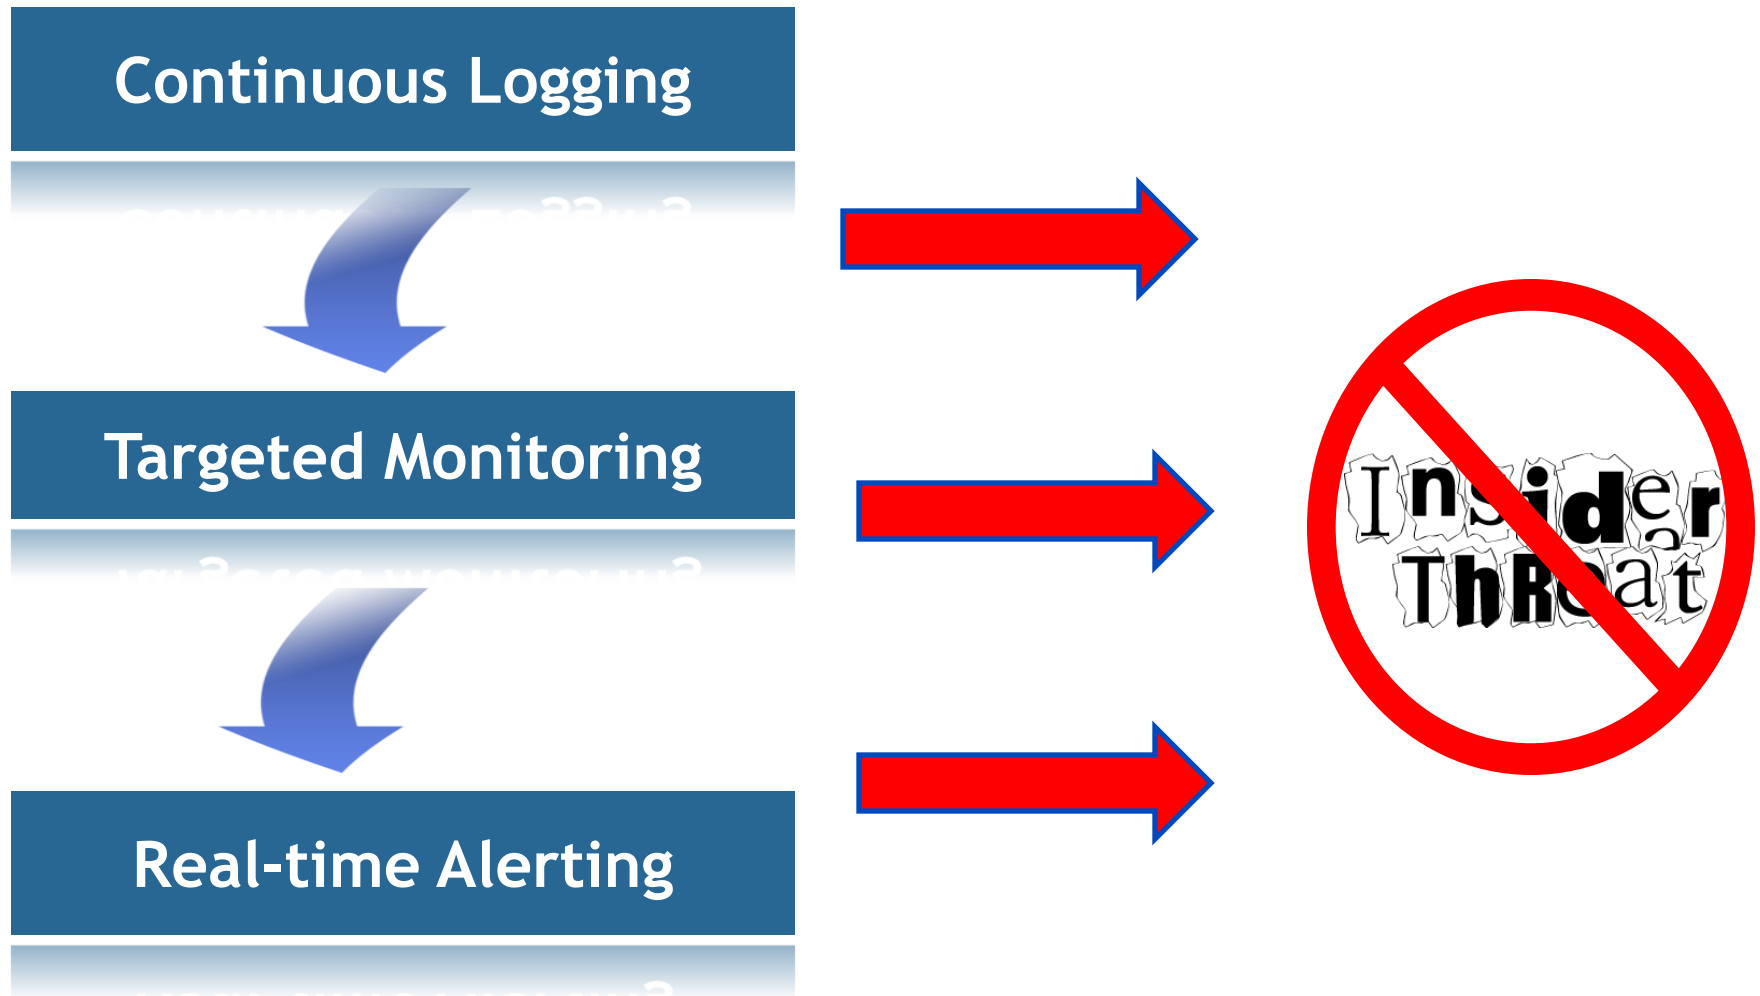 Continuous Logging
Targeted Monitoring
Real-time Alerting
Insider
ThReat